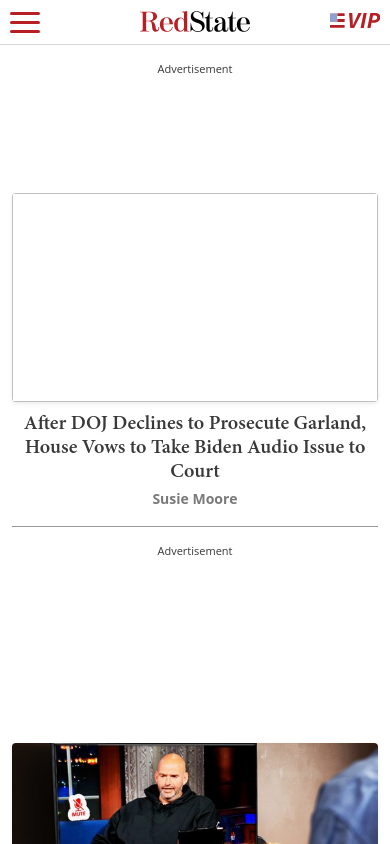 RedState
VIP
Advertisement
After DOJ Declines to Prosecute Garland,
House Vows to Take Biden Audio Issue to
Court
Susie Moore
Advertisement
MUTE